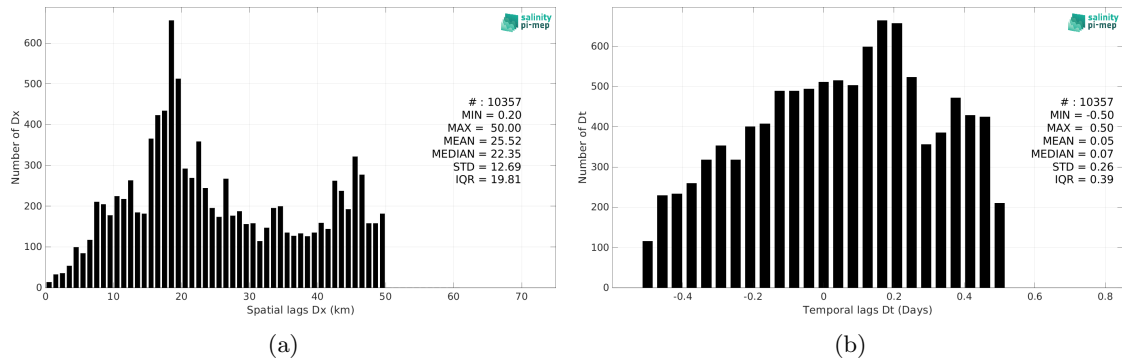 salinity
pi-mep
Number of Dx
600
500
400
300
200
100
0
# : 10357
MIN = 0.20
MAX = 50.00
MEAN = 25.52
MEDIAN = 22.35
STD = 12.69
IQR = 19.81
0 10 20 30 40 50 60 70
Spatial lags Dx (km)
(a)
salinity
pi-mep
Number of Dt
600
500
400
300
200
100
0
# : 10357
MIN = -0.50
MAX = 0.50
MEAN = 0.05
MEDIAN = 0.07
STD = 0.26
IQR = 0.39
-0.4 -0.2 0 0.2 0.4 0.6 0.8
Temporal lags Dt (Days)
(b)